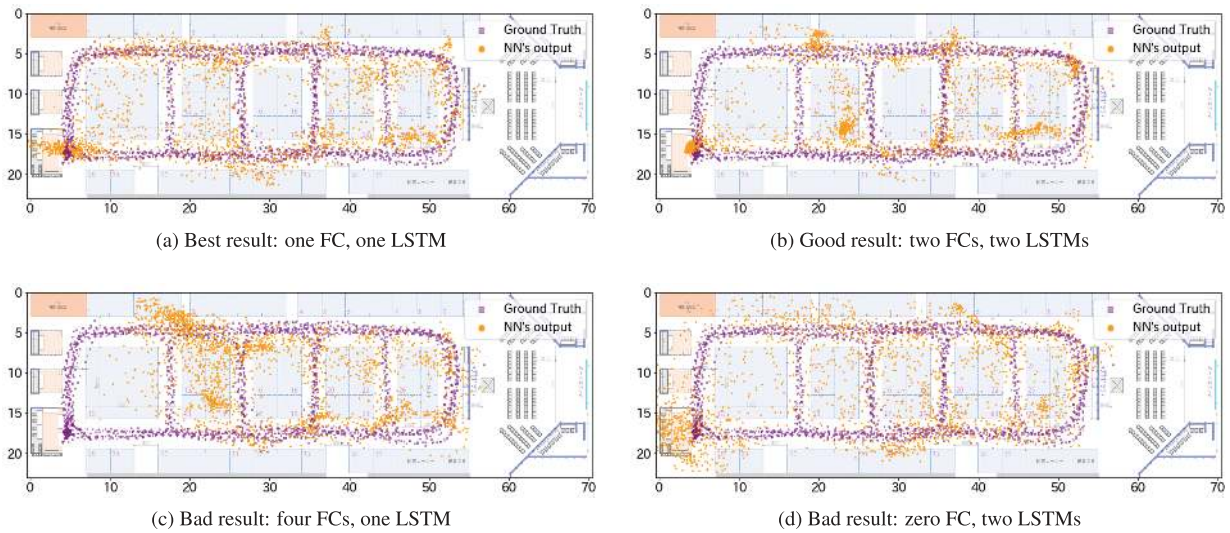 0
5
10
15
20
0 10 20 30 40 50 60 70
Ground Truth
NN's output
(a) Best result: one FC, one LSTM
0
5
10
15
20
0 10 20 30 40 50 60 70
Ground Truth
NN's output
(b) Good result: two FCs, two LSTMs
0
5
10
15
20
0 10 20 30 40 50 60 70
Ground Truth
NN's output
(c) Bad result: four FCs, one LSTM
0
5
10
15
20
0 10 20 30 40 50 60 70
Ground Truth
NN's output
(d) Bad result: zero FC, two LSTMs